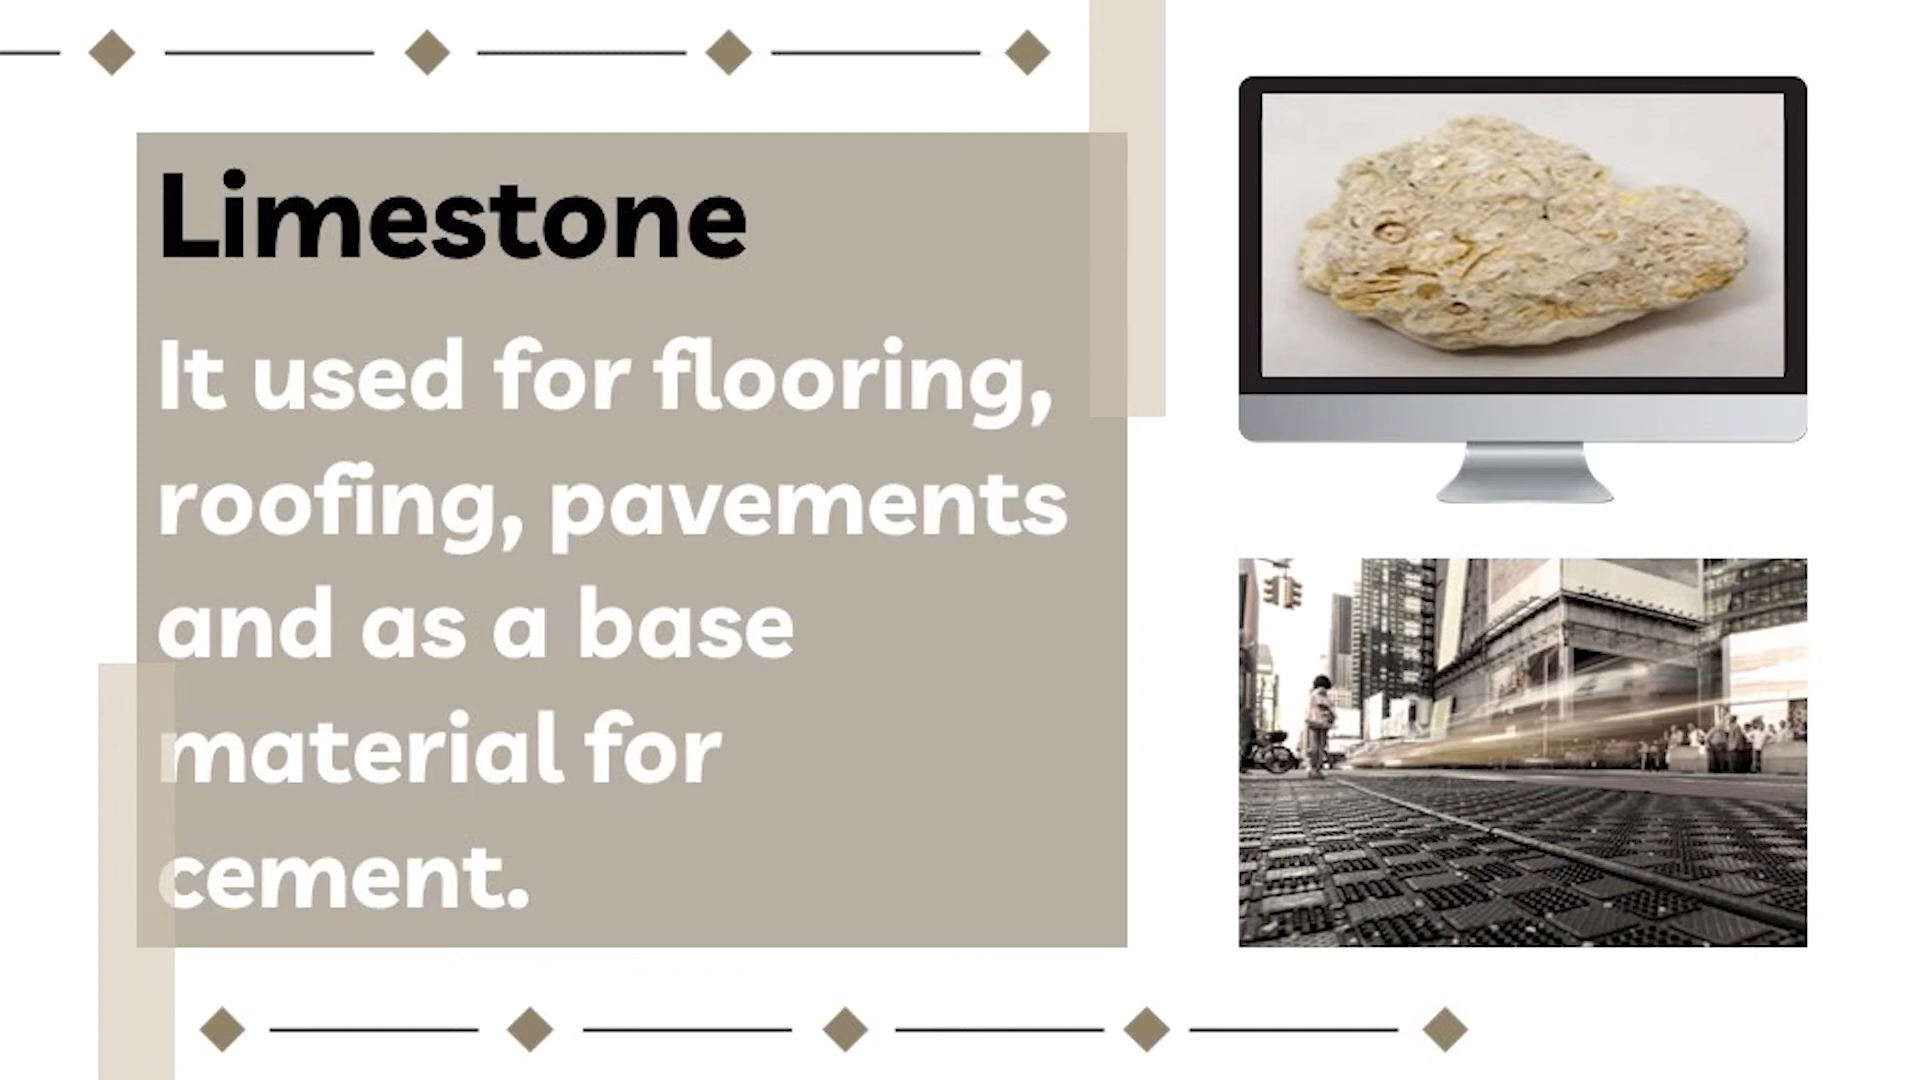 Limestone
It used for flooring,
roofing, pavements
and as a base
material for
cement.